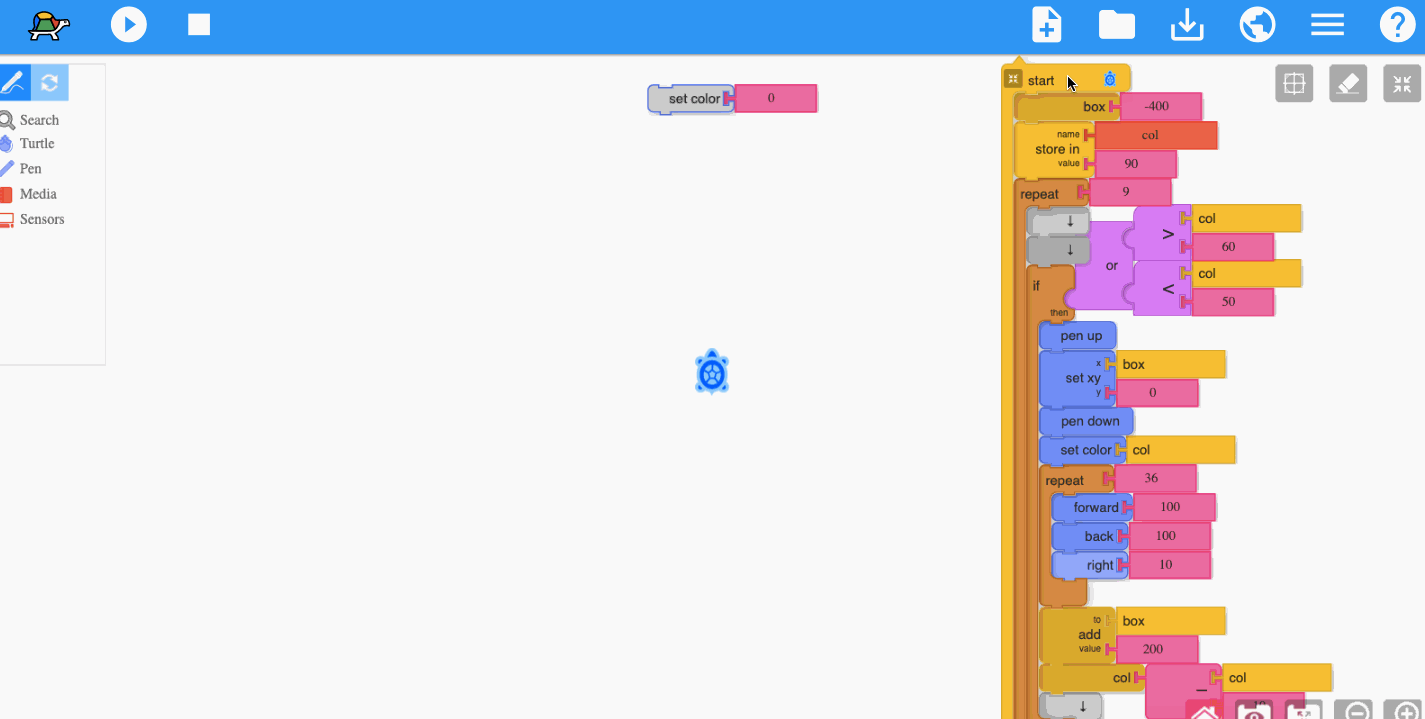 start
set color 0
box -400
name col
store in
value 90
Search
Turtle
Pen
Media
Sensors
repeat 9
↓ > col
60
↓ or
< col
if 50
then
pen up
x box
set xy
y 0
pen down
set color col
repeat 36
forward 100
back 100
right 10
to box
add
value 200
col − col
↓